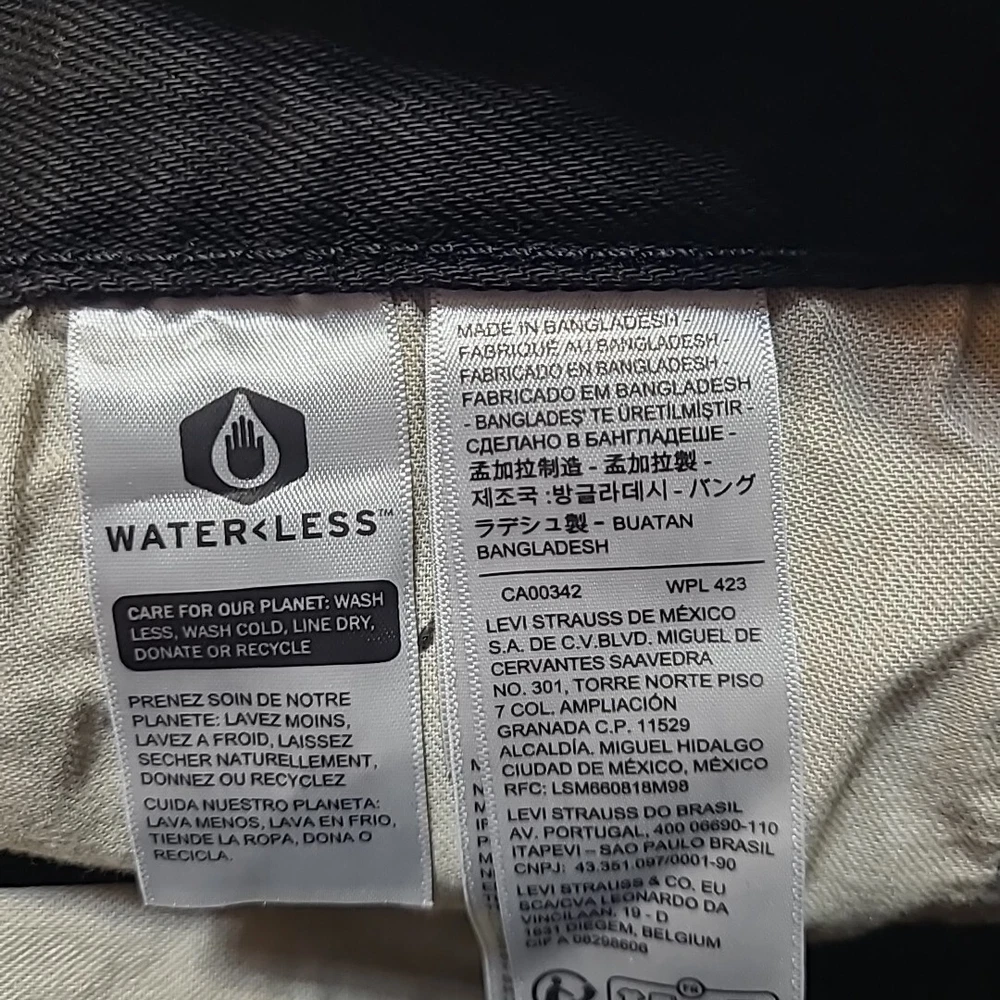 WATER<LESS™
CARE FOR OUR PLANET: WASH
LESS, WASH COLD, LINE DRY,
DONATE OR RECYCLE
PRENEZ SOIN DE NOTRE
PLANETE: LAVEZ MOINS,
LAVEZ A FROID, LAISSEZ
SECHER NATURELLEMENT,
DONNEZ OU RECYCLEZ
CUIDA NUESTRO PLANETA:
LAVA MENOS, LAVA EN FRIO,
TIENDE LA ROPA, DONA O
RECICLA.
MADE IN BANGLADESH -
FABRIQUÉ AU BANGLADESH -
FABRICADO EN BANGLADESH -
FABRICADO EM BANGLADESH
- BANGLADEŞ' TE ÜRETİLMİŞTİR -
СДЕЛАНО В БАНГЛАДЕШЕ -
孟加拉制造 - 孟加拉製 -
제조국 :방글라데시 - バング
ラデシュ製 - BUATAN
BANGLADESH
CA00342 WPL 423
LEVI STRAUSS DE MÉXICO
S.A. DE C.V.BLVD. MIGUEL DE
CERVANTES SAAVEDRA
NO. 301, TORRE NORTE PISO
7 COL. AMPLIACIÓN
GRANADA C.P. 11529
ALCALDÍA. MIGUEL HIDALGO
CIUDAD DE MÉXICO, MÉXICO
RFC: LSM660818M98
LEVI STRAUSS DO BRASIL
AV. PORTUGAL, 400 06690-110
ITAPEVI – SAO PAULO BRASIL
CNPJ: 43.351.097/0001-90
LEVI STRAUSS & CO. EU
BCA/CVA LEONARDO DA
VINCILAAN, 19 - D
1831 DIEGEM, BELGIUM
CIF A 08298606
FR